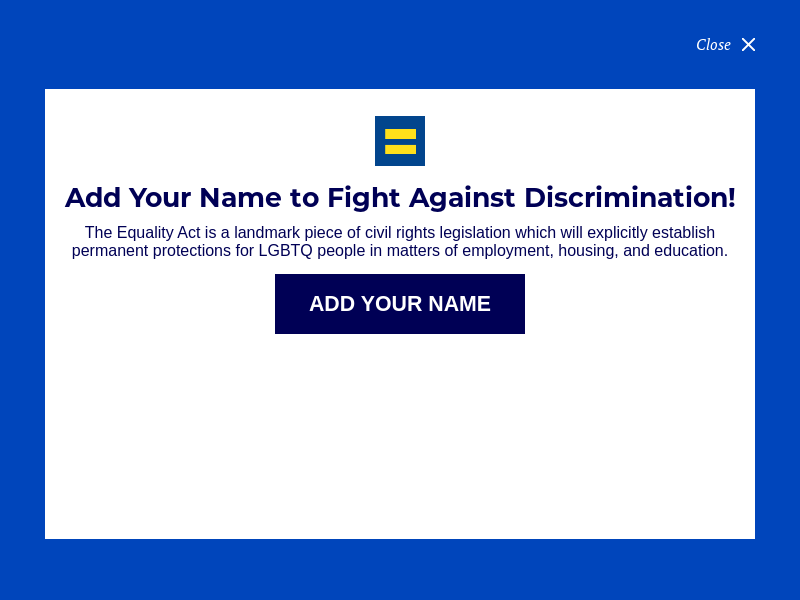 Close
Add Your Name to Fight Against Discrimination!
The Equality Act is a landmark piece of civil rights legislation which will explicitly establish
permanent protections for LGBTQ people in matters of employment, housing, and education.
ADD YOUR NAME